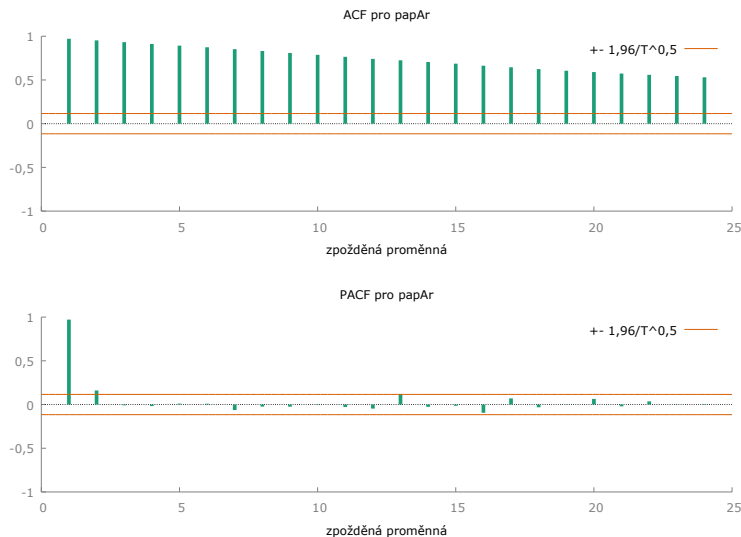 ACF pro papAr
1
+- 1,96/T^0,5
0,5
0
-0,5
-1
0 5 10 15 20 25
zpožděná proměnná
PACF pro papAr
1
+- 1,96/T^0,5
0,5
0
-0,5
-1
0 5 10 15 20 25
zpožděná proměnná